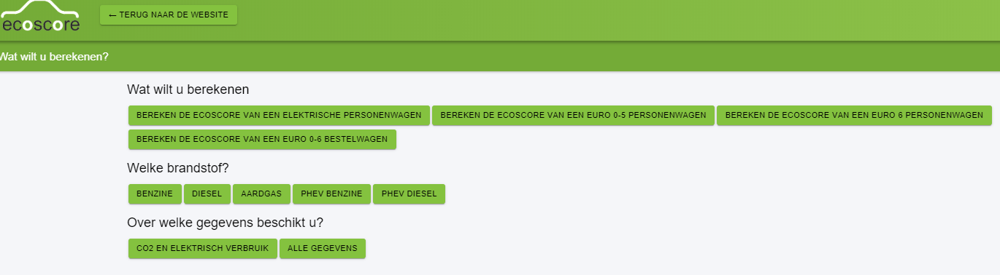 ecoscore
← TERUG NAAR DE WEBSITE
Wat wilt u berekenen?
Wat wilt u berekenen
BEREKEN DE ECOSCORE VAN EEN ELEKTRISCHE PERSONENWAGEN BEREKEN DE ECOSCORE VAN EEN EURO 0-5 PERSONENWAGEN BEREKEN DE ECOSCORE VAN EEN EURO 6 PERSONENWAGEN
BEREKEN DE ECOSCORE VAN EEN EURO 0-6 BESTELWAGEN
Welke brandstof?
BENZINE DIESEL AARDGAS PHEV BENZINE PHEV DIESEL
Over welke gegevens beschikt u?
CO2 EN ELEKTRISCH VERBRUIK ALLE GEGEVENS